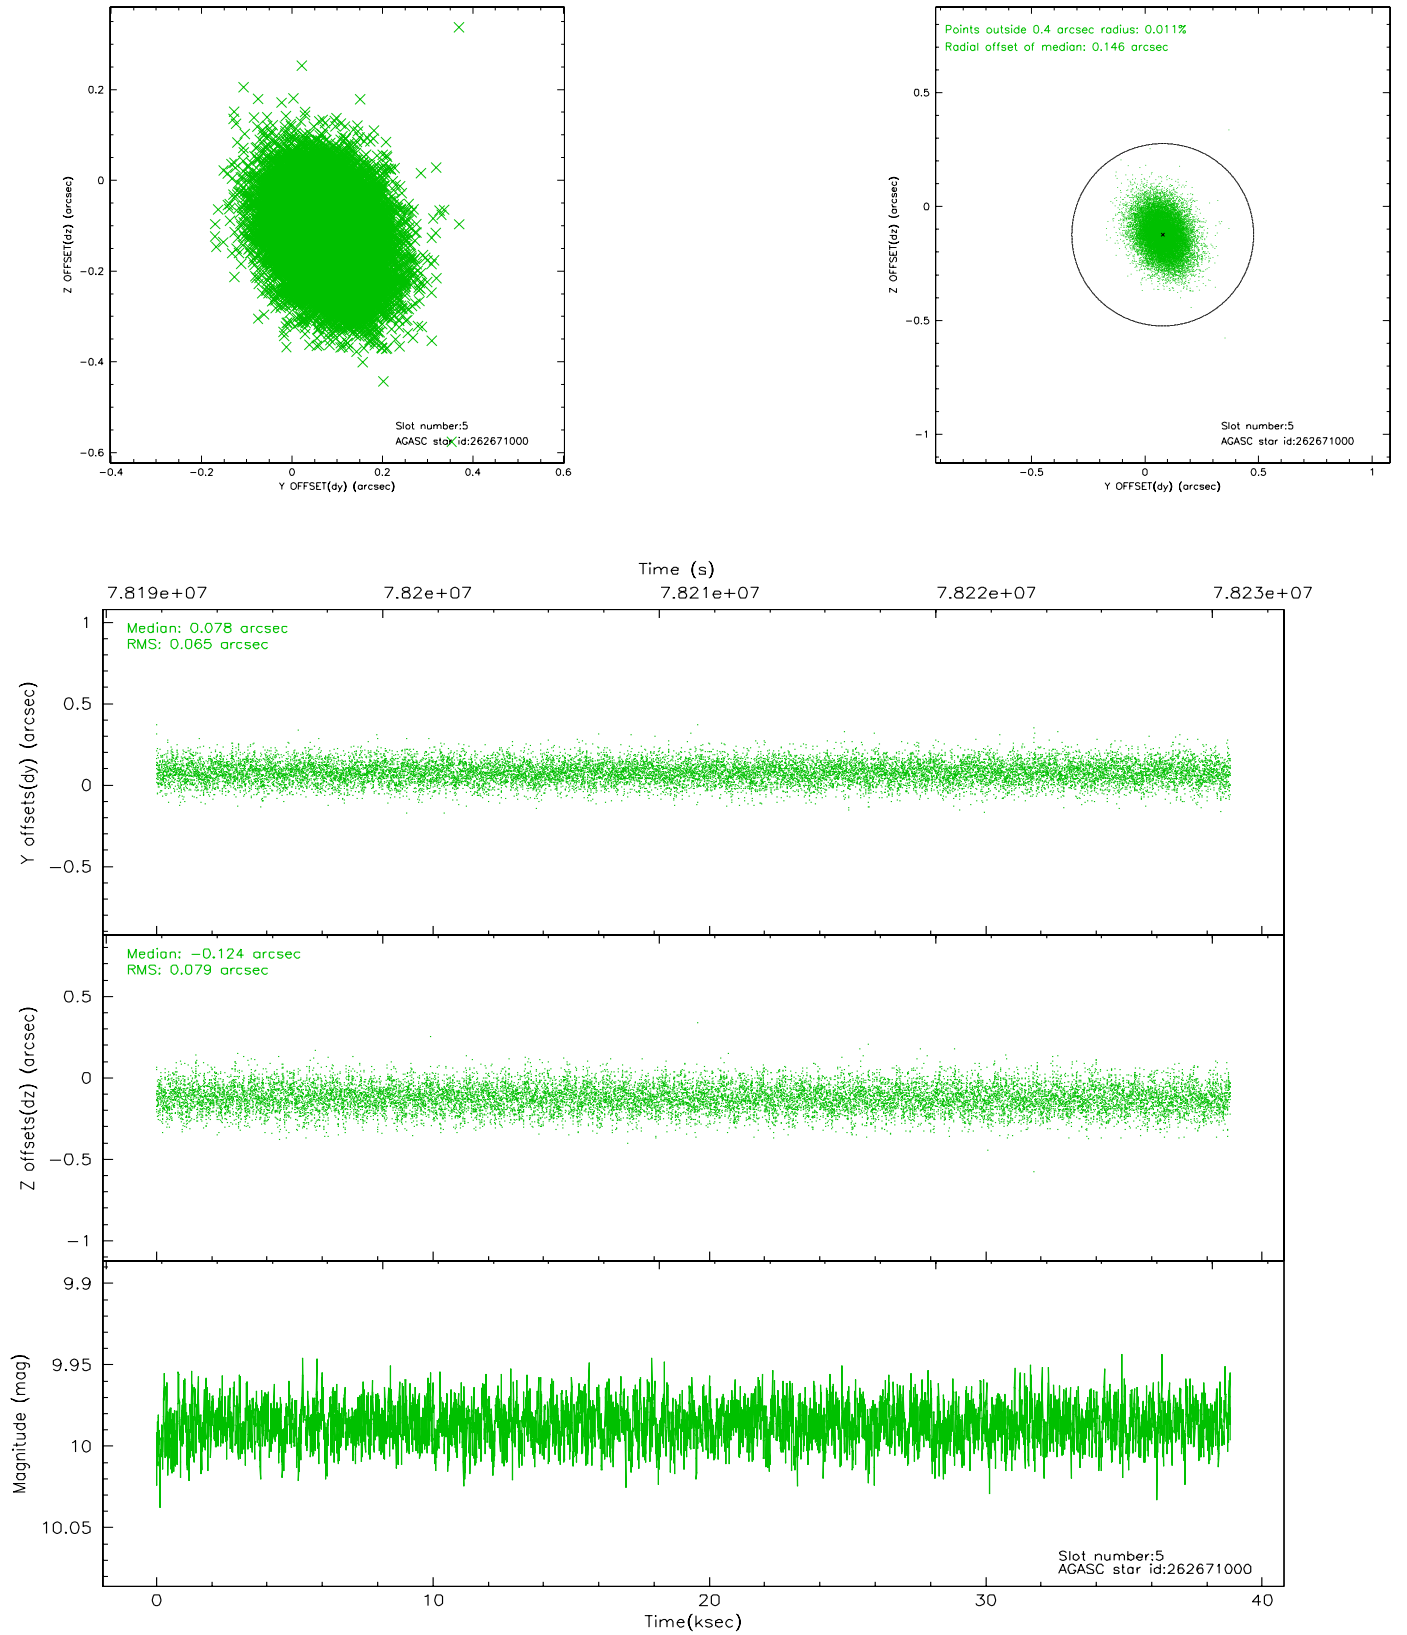 0.2
0
−0.2
−0.4
−0.6
Z OFFSET(dz) (arcsec)
−0.4 −0.2 0 0.2 0.4 0.6
Y OFFSET(dy) (arcsec)
Slot number:5
AGASC star id:262671000
Points outside 0.4 arcsec radius: 0.011%
Radial offset of median: 0.146 arcsec
0.5
0
−0.5
−1
Z OFFSET(dz) (arcsec)
−0.5 0 0.5 1
Y OFFSET(dy) (arcsec)
Slot number:5
AGASC star id:262671000
Time (s)
7.819e+07 7.82e+07 7.821e+07 7.822e+07 7.823e+07
Median: 0.078 arcsec
RMS: 0.065 arcsec
1
0.5
0
−0.5
Y offsets(dy) (arcsec)
Median: −0.124 arcsec
RMS: 0.079 arcsec
0.5
0
−0.5
−1
Z offsets(dz) (arcsec)
9.9
9.95
10
10.05
Magnitude (mag)
Slot number:5
AGASC star id:262671000
0 10 20 30 40
Time(ksec)